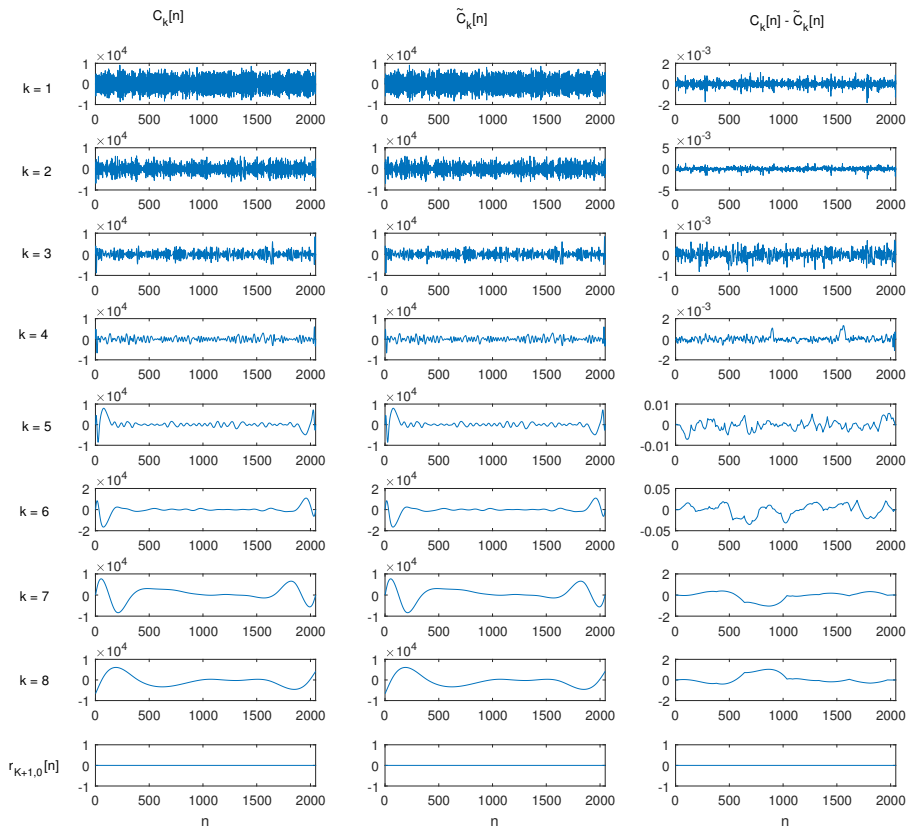 C_k[n] C̃_k[n] C_k[n] - C̃_k[n]
×10^4 ×10^4 ×10^-3
k = 1
1 0 -1 1 0 -1 2 0 -2
0 500 1000 1500 2000 0 500 1000 1500 2000 0 500 1000 1500 2000
×10^4 ×10^4 ×10^-3
k = 2
1 0 -1 1 0 -1 5 0 -5
0 500 1000 1500 2000 0 500 1000 1500 2000 0 500 1000 1500 2000
×10^4 ×10^4 ×10^-3
k = 3
1 0 -1 1 0 -1 1 0 -1
0 500 1000 1500 2000 0 500 1000 1500 2000 0 500 1000 1500 2000
×10^4 ×10^4 ×10^-3
k = 4
1 0 -1 1 0 -1 2 0 -2
0 500 1000 1500 2000 0 500 1000 1500 2000 0 500 1000 1500 2000
×10^4 ×10^4
k = 5
1 0 -1 1 0 -1 0.01 0 -0.01
0 500 1000 1500 2000 0 500 1000 1500 2000 0 500 1000 1500 2000
×10^4 ×10^4
k = 6
2 0 -2 2 0 -2 0.05 0 -0.05
0 500 1000 1500 2000 0 500 1000 1500 2000 0 500 1000 1500 2000
×10^4 ×10^4
k = 7
1 0 -1 1 0 -1 2 0 -2
0 500 1000 1500 2000 0 500 1000 1500 2000 0 500 1000 1500 2000
×10^4 ×10^4
k = 8
1 0 -1 1 0 -1 2 0 -2
0 500 1000 1500 2000 0 500 1000 1500 2000 0 500 1000 1500 2000
r_{K+1,0}[n]
1 0 -1 1 0 -1 1 0 -1
0 500 1000 1500 2000 0 500 1000 1500 2000 0 500 1000 1500 2000
n n n